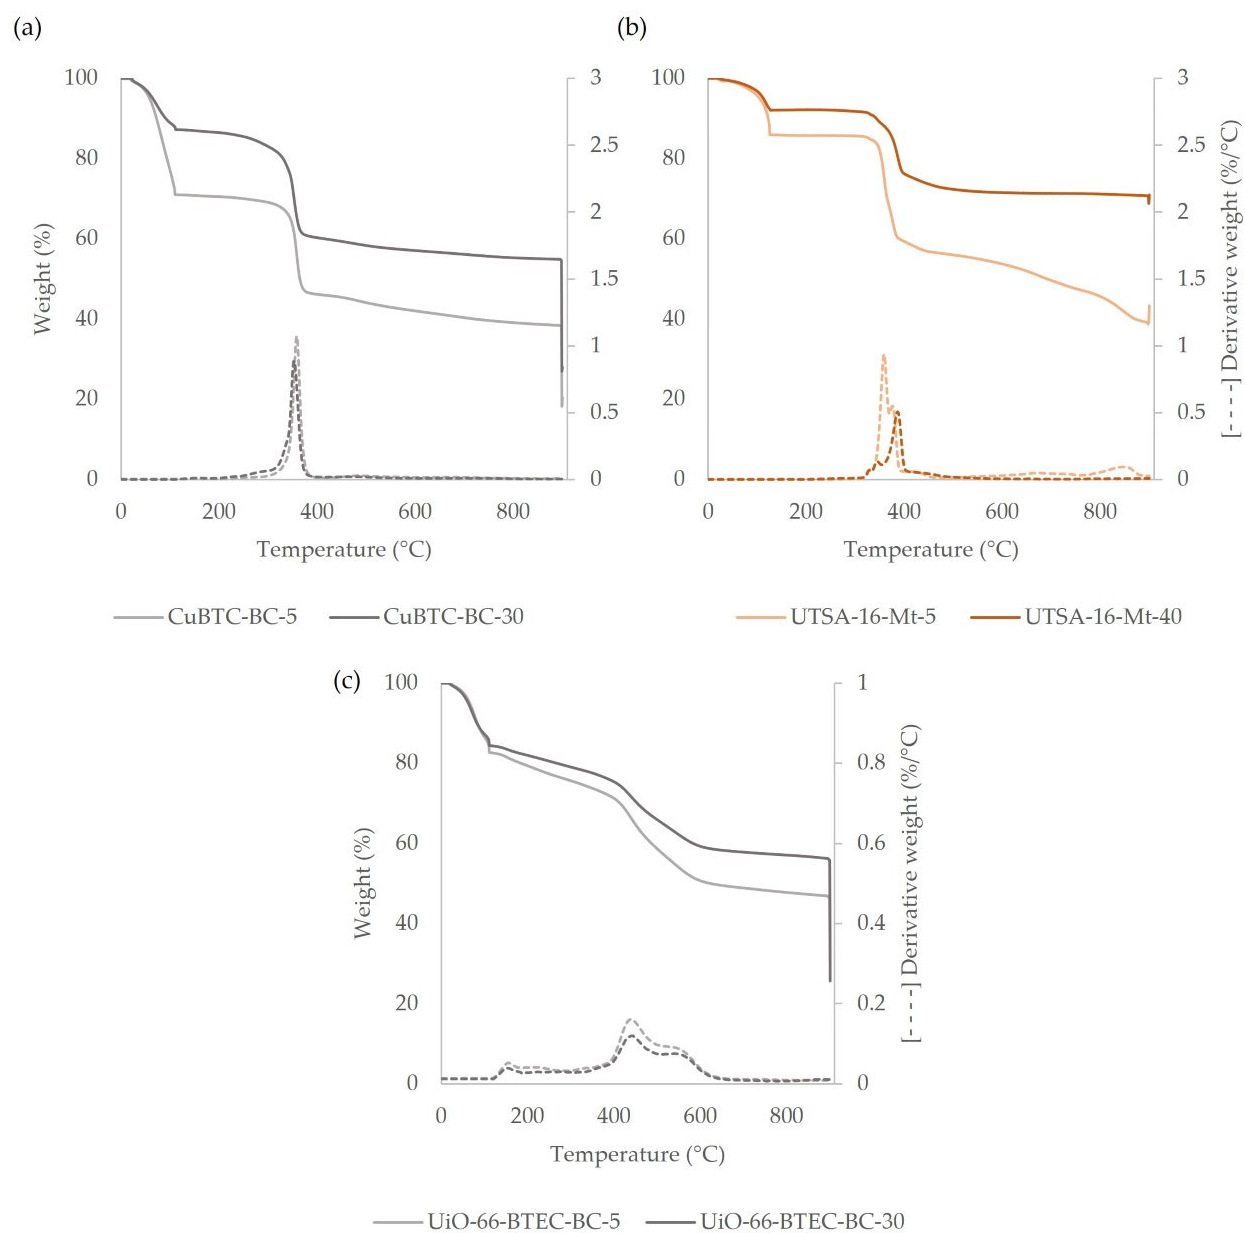 (a)
(b)
100
80
60
40
20
0
3
2.5
2
1.5
1
0.5
0
0 200 400 600 800
Weight (%)
Temperature (°C)
CuBTC-BC-5 CuBTC-BC-30
100
80
60
40
20
0
3
2.5
2
1.5
1
0.5
0
0 200 400 600 800
[----] Derivative weight (%/°C)
Temperature (°C)
UTSA-16-Mt-5 UTSA-16-Mt-40
(c)
100
80
60
40
20
0
1
0.8
0.6
0.4
0.2
0
0 200 400 600 800
Weight (%)
[----] Derivative weight (%/°C)
Temperature (°C)
UiO-66-BTEC-BC-5 UiO-66-BTEC-BC-30